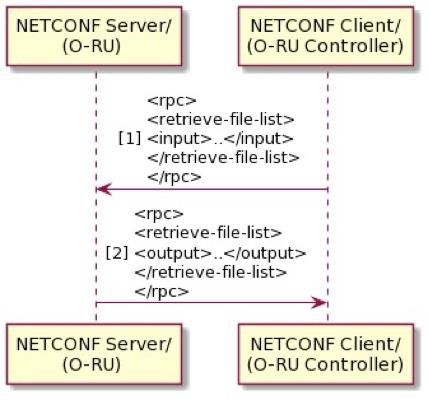 NETCONF Server/
(O-RU)
NETCONF Client/
(O-RU Controller)
<rpc>
<retrieve-file-list>
[1] <input>..</input>
</retrieve-file-list>
</rpc>
<rpc>
<retrieve-file-list>
[2] <output>..</output>
</retrieve-file-list>
</rpc>
NETCONF Server/
(O-RU)
NETCONF Client/
(O-RU Controller)